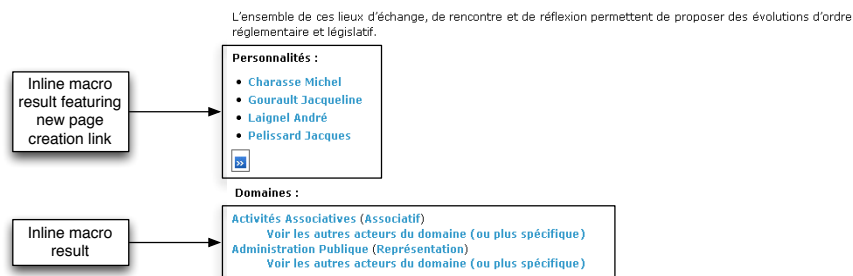 L'ensemble de ces lieux d'échange, de rencontre et de réflexion permettent de proposer des évolutions d'ordre
réglementaire et législatif.
Personnalités :
Inline macro
result featuring
new page
creation link
• Charasse Michel
• Gourault Jacqueline
• Laignel André
• Pelissard Jacques
»
Domaines :
Inline macro
result
Activités Associatives (Associatif)
Voir les autres acteurs du domaine (ou plus spécifique)
Administration Publique (Représentation)
Voir les autres acteurs du domaine (ou plus spécifique)